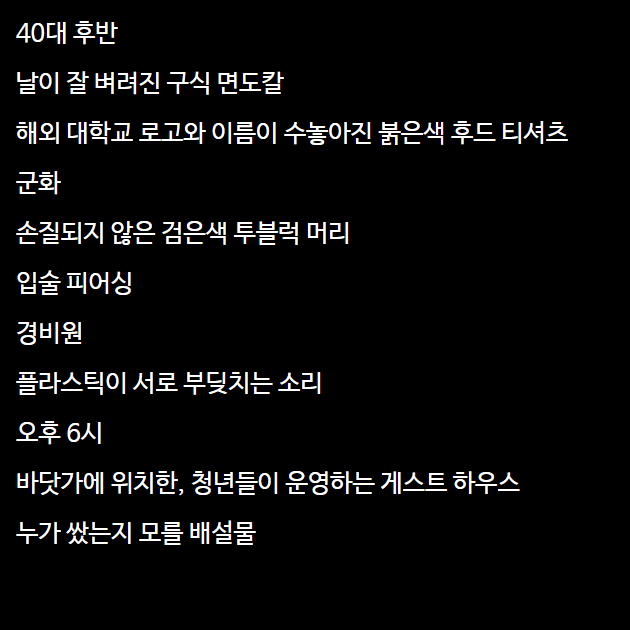 40대 후반
날이 잘 벼려진 구식 면도칼
해외 대학교 로고와 이름이 수놓아진 붉은색 후드 티셔츠
군화
손질되지 않은 검은색 투블럭 머리
입술 피어싱
경비원
플라스틱이 서로 부딪치는 소리
오후 6시
바닷가에 위치한, 청년들이 운영하는 게스트 하우스
누가 쌌는지 모를 배설물